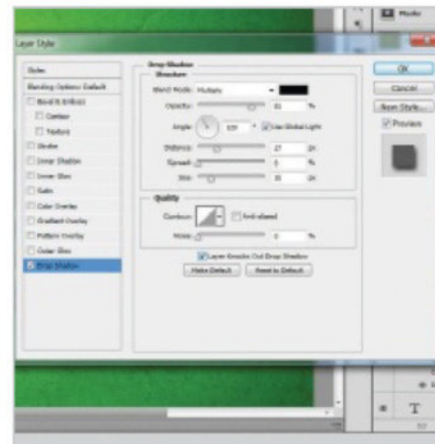 Masks
Layer Style
Styles
Blending Options: Default
Bevel & Emboss
Contour
Texture
Stroke
Inner Shadow
Inner Glow
Satin
Color Overlay
Gradient Overlay
Pattern Overlay
Outer Glow
Drop Shadow
Drop Shadow
Structure
Blend Mode: Multiply
Opacity: %
Angle: ° Use Global Light
Distance: px
Spread: %
Size: px
Quality
Contour: Anti-aliased
Noise: 0 %
Layer Knocks Out Drop Shadow
Make Default Reset to Default
OK
Cancel
New Style...
Preview
T